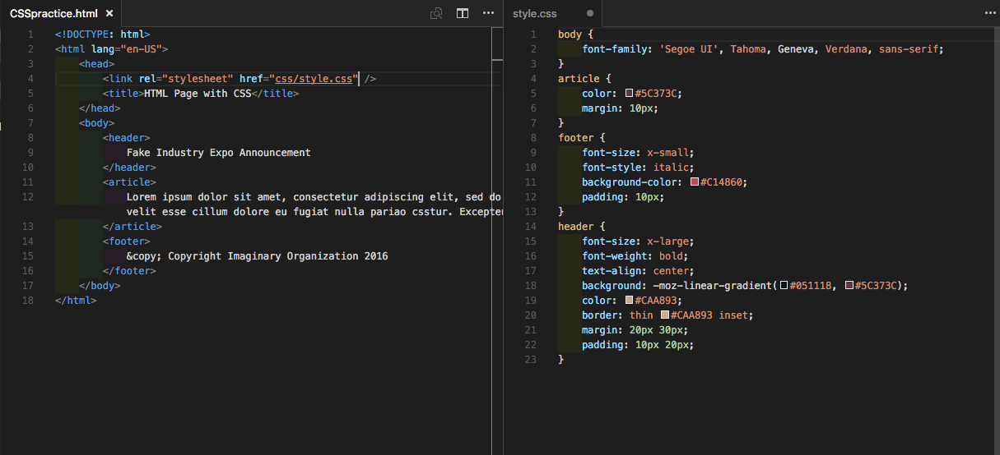 CSSpractice.html ×
1 <!DOCTYPE: html>
2 <html lang="en-US">
3 <head>
4 <link rel="stylesheet" href="css/style.css" />
5 <title>HTML Page with CSS</title>
6 </head>
7 <body>
8 <header>
9 Fake Industry Expo Announcement
10 </header>
11 <article>
12 Lorem ipsum dolor sit amet, consectetur adipiscing elit, sed do
velit esse cillum dolore eu fugiat nulla pariao csstur. Excepte
13 </article>
14 <footer>
15 &copy; Copyright Imaginary Organization 2016
16 </footer>
17 </body>
18 </html>
style.css
1 body {
2 font-family: 'Segoe UI', Tahoma, Geneva, Verdana, sans-serif;
3 }
4 article {
5 color: #5C373C;
6 margin: 10px;
7 }
8 footer {
9 font-size: x-small;
10 font-style: italic;
11 background-color: #C14860;
12 padding: 10px;
13 }
14 header {
15 font-size: x-large;
16 font-weight: bold;
17 text-align: center;
18 background: -moz-linear-gradient(#051118, #5C373C);
19 color: #CAA893;
20 border: thin #CAA893 inset;
21 margin: 20px 30px;
22 padding: 10px 20px;
23 }